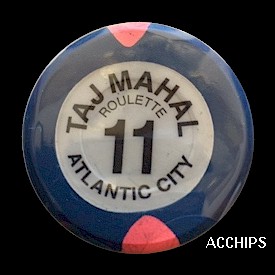 TAJ MAHAL
ROULETTE
11
ATLANTIC CITY
ACCHIPS